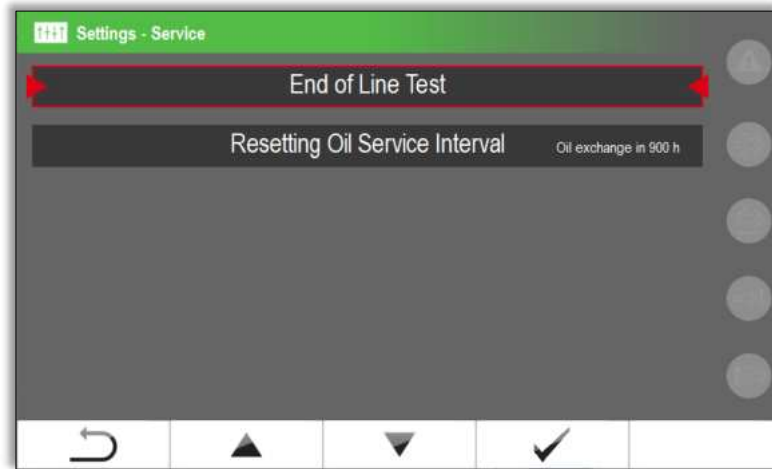 Settings - Service
End of Line Test
Resetting Oil Service Interval Oil exchange in 900 h